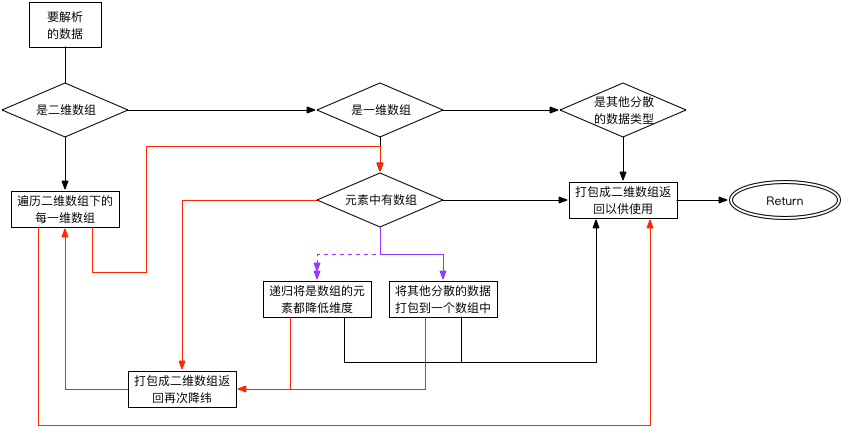 要解析
的数据
是二维数组
是一维数组
是其他分散
的数据类型
遍历二维数组下的
每一维数组
元素中有数组
打包成二维数组返
回以供使用
Return
递归将是数组的元
素都降低维度
将其他分散的数据
打包到一个数组中
打包成二维数组返
回再次降纬